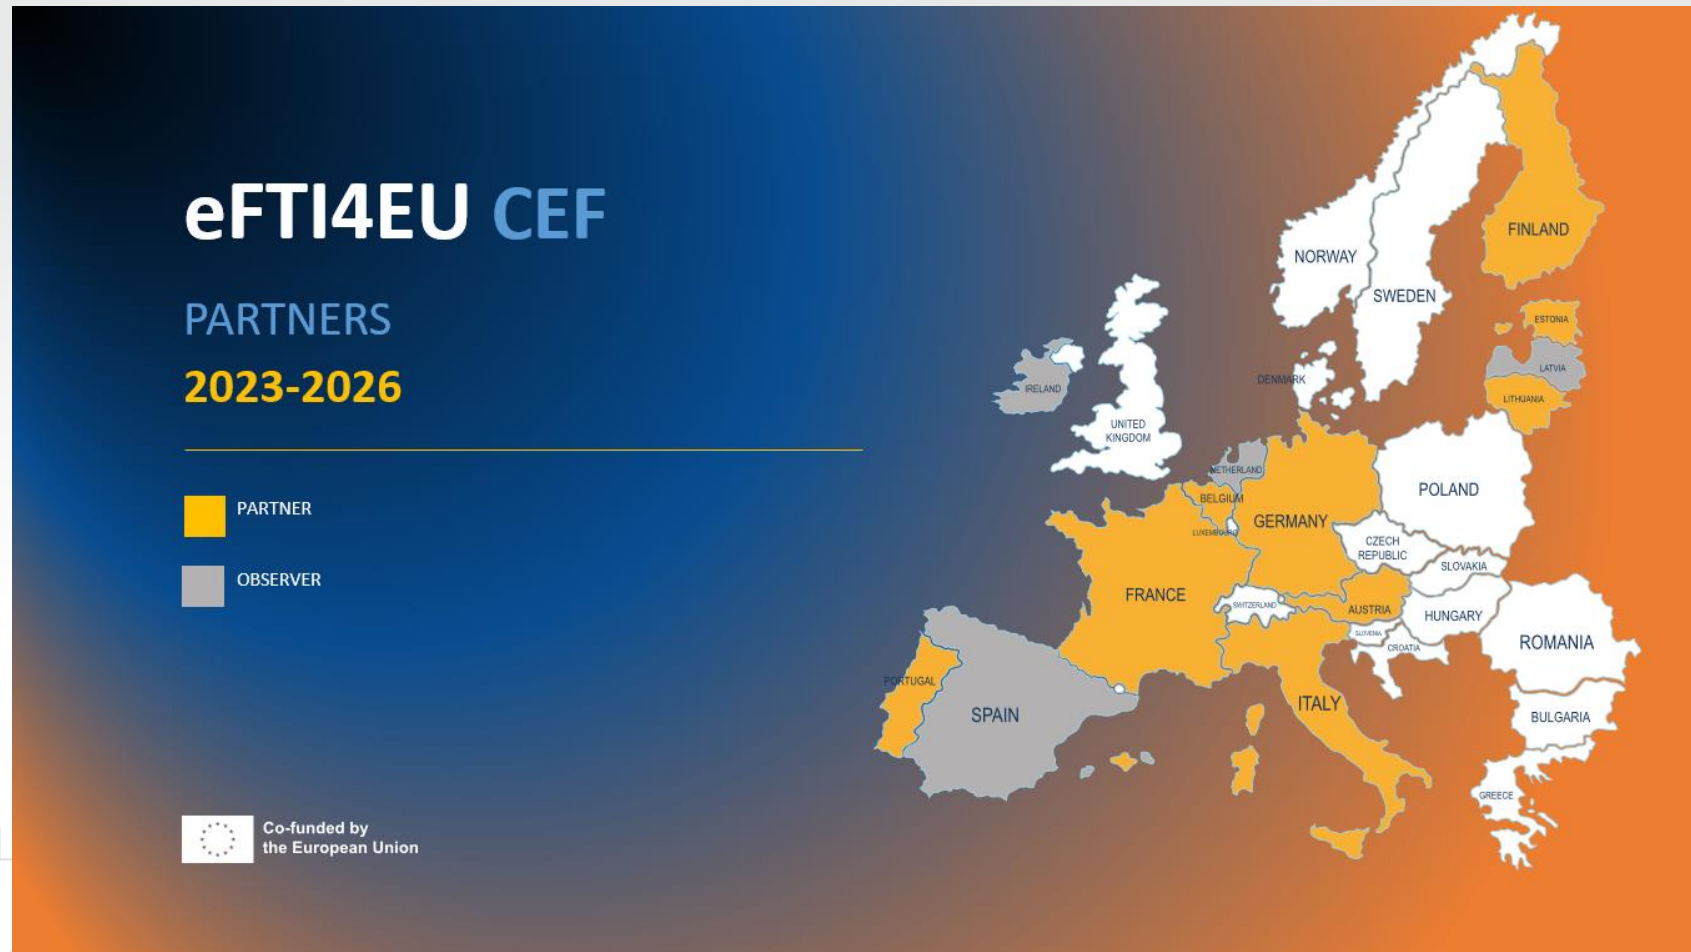 eFTI4EU CEF
PARTNERS
2023-2026
PARTNER
OBSERVER
Co-funded by
the European Union
FINLAND
NORWAY
SWEDEN
ESTONIA
LATVIA
DENMARK
IRELAND
LITHUANIA
UNITED
KINGDOM
NETHERLAND
POLAND
BELGIUM
GERMANY
LUXEMBOURG
CZECH
REPUBLIC
SLOVAKIA
FRANCE
SWITZERLAND
AUSTRIA
HUNGARY
SLOVENIA
ROMANIA
CROATIA
PORTUGAL
ITALY
SPAIN
BULGARIA
GREECE